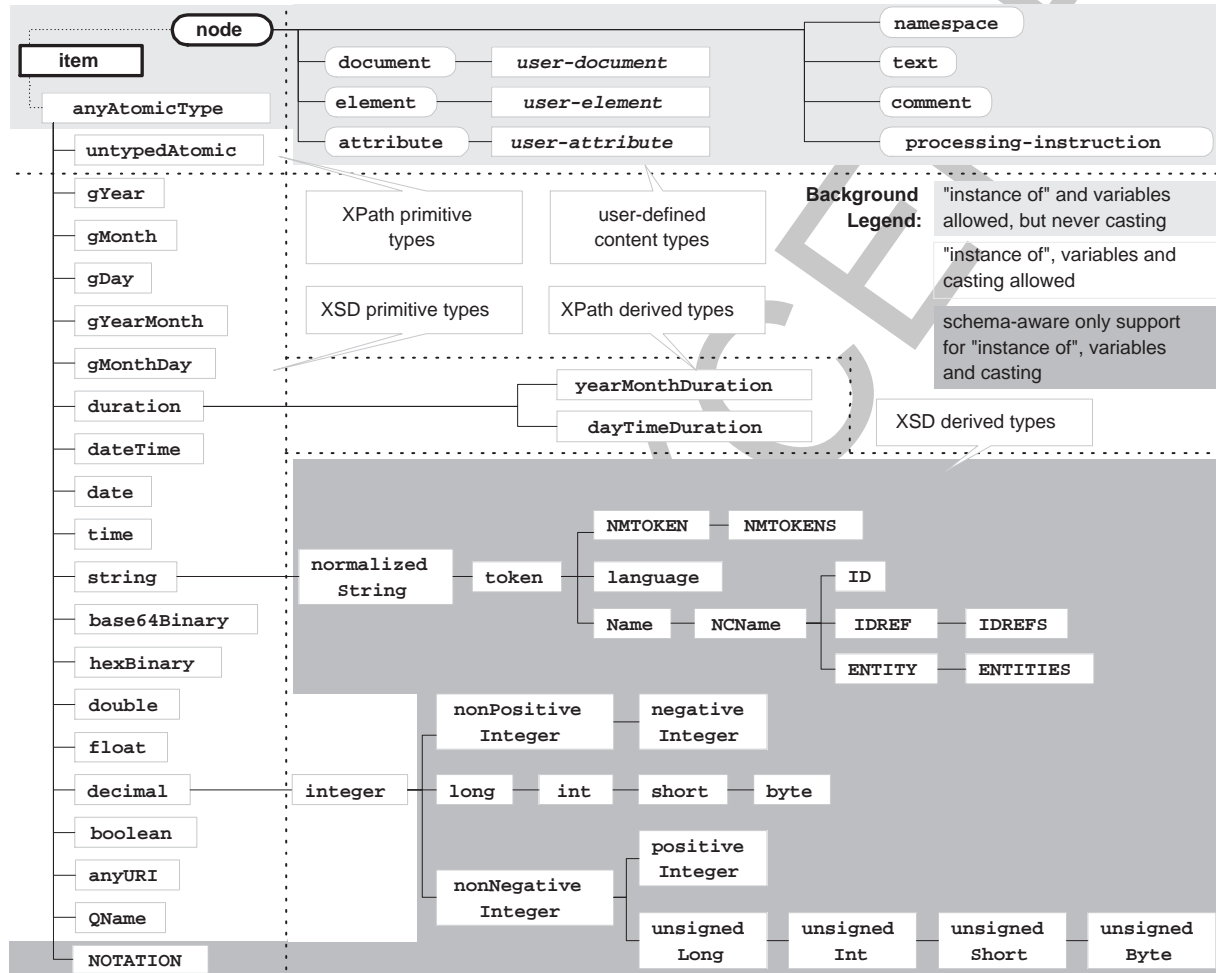 node
item
anyAtomicType
document
user-document
element
user-element
attribute
user-attribute
namespace
text
comment
processing-instruction
untypedAtomic
gYear
gMonth
gDay
gYearMonth
gMonthDay
duration
dateTime
date
time
string
base64Binary
hexBinary
double
float
decimal
boolean
anyURI
QName
NOTATION
XPath primitive
types
user-defined
content types
XSD primitive types
XPath derived types
Background
Legend:
"instance of" and variables
allowed, but never casting
"instance of", variables and
casting allowed
schema-aware only support
for "instance of", variables
and casting
yearMonthDuration
dayTimeDuration
XSD derived types
normalized
String
token
NMTOKEN
NMTOKENS
language
Name
NCName
ID
IDREF
IDREFS
ENTITY
ENTITIES
integer
nonPositive
Integer
negative
Integer
long
int
short
byte
nonNegative
Integer
positive
Integer
unsigned
Long
unsigned
Int
unsigned
Short
unsigned
Byte